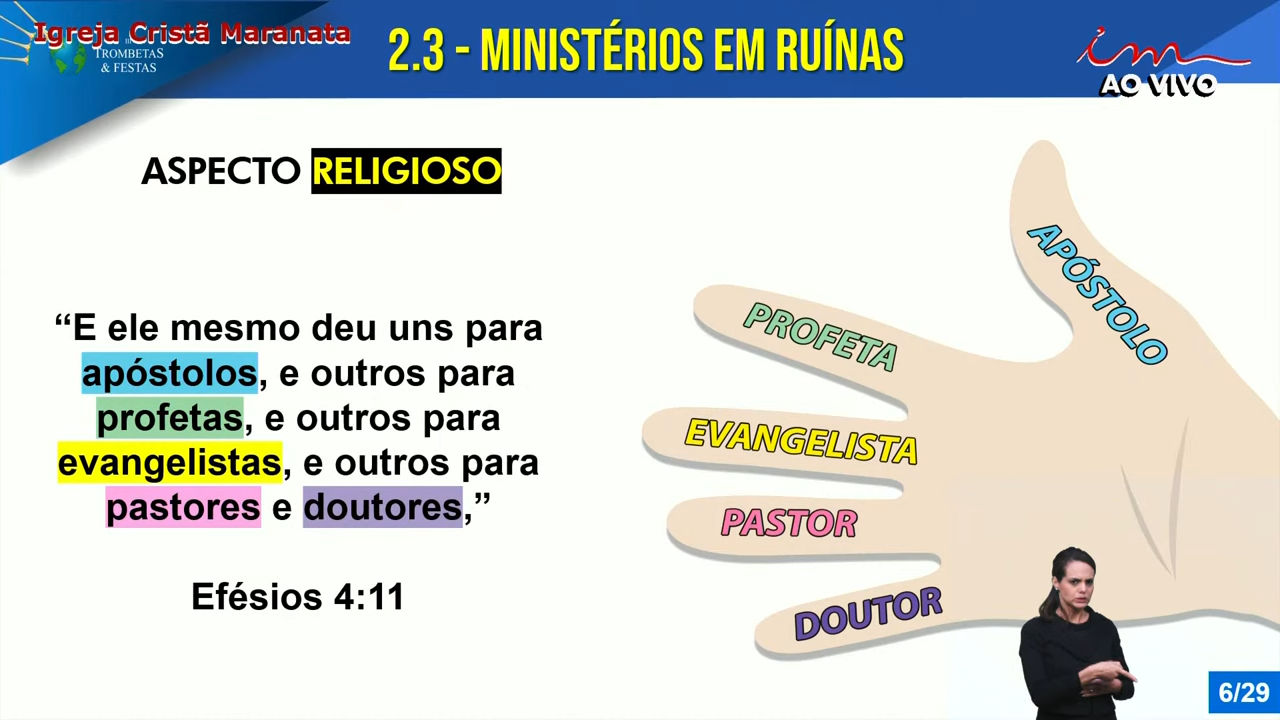 Igreja Cristã Maranata
TROMBETAS
& FESTAS
2.3 - MINISTÉRIOS EM RUÍNAS
im
AO VIVO
ASPECTO RELIGIOSO
“E ele mesmo deu uns para
apóstolos, e outros para
profetas, e outros para
evangelistas, e outros para
pastores e doutores,”
Efésios 4:11
APÓSTOLO
PROFETA
EVANGELISTA
PASTOR
DOUTOR
6/29